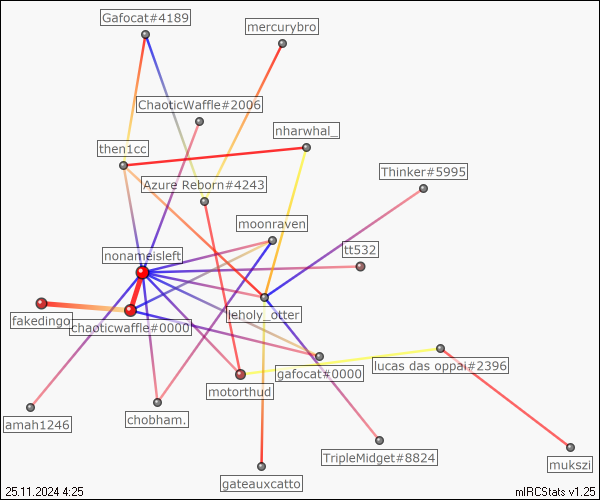 Gafocat#4189
mercurybro
ChaoticWaffle#2006
nharwhal_
then1cc
Thinker#5995
Azure Reborn#4243
moonraven
tt532
nonameisleft
leholy_otter
fakedingo
chaoticwaffle#0000
gafocat#0000
lucas das oppai#2396
motorthud
amah1246
chobham.
TripleMidget#8824
mukszi
gateauxcatto
25.11.2024 4:25
mIRCStats v1.25